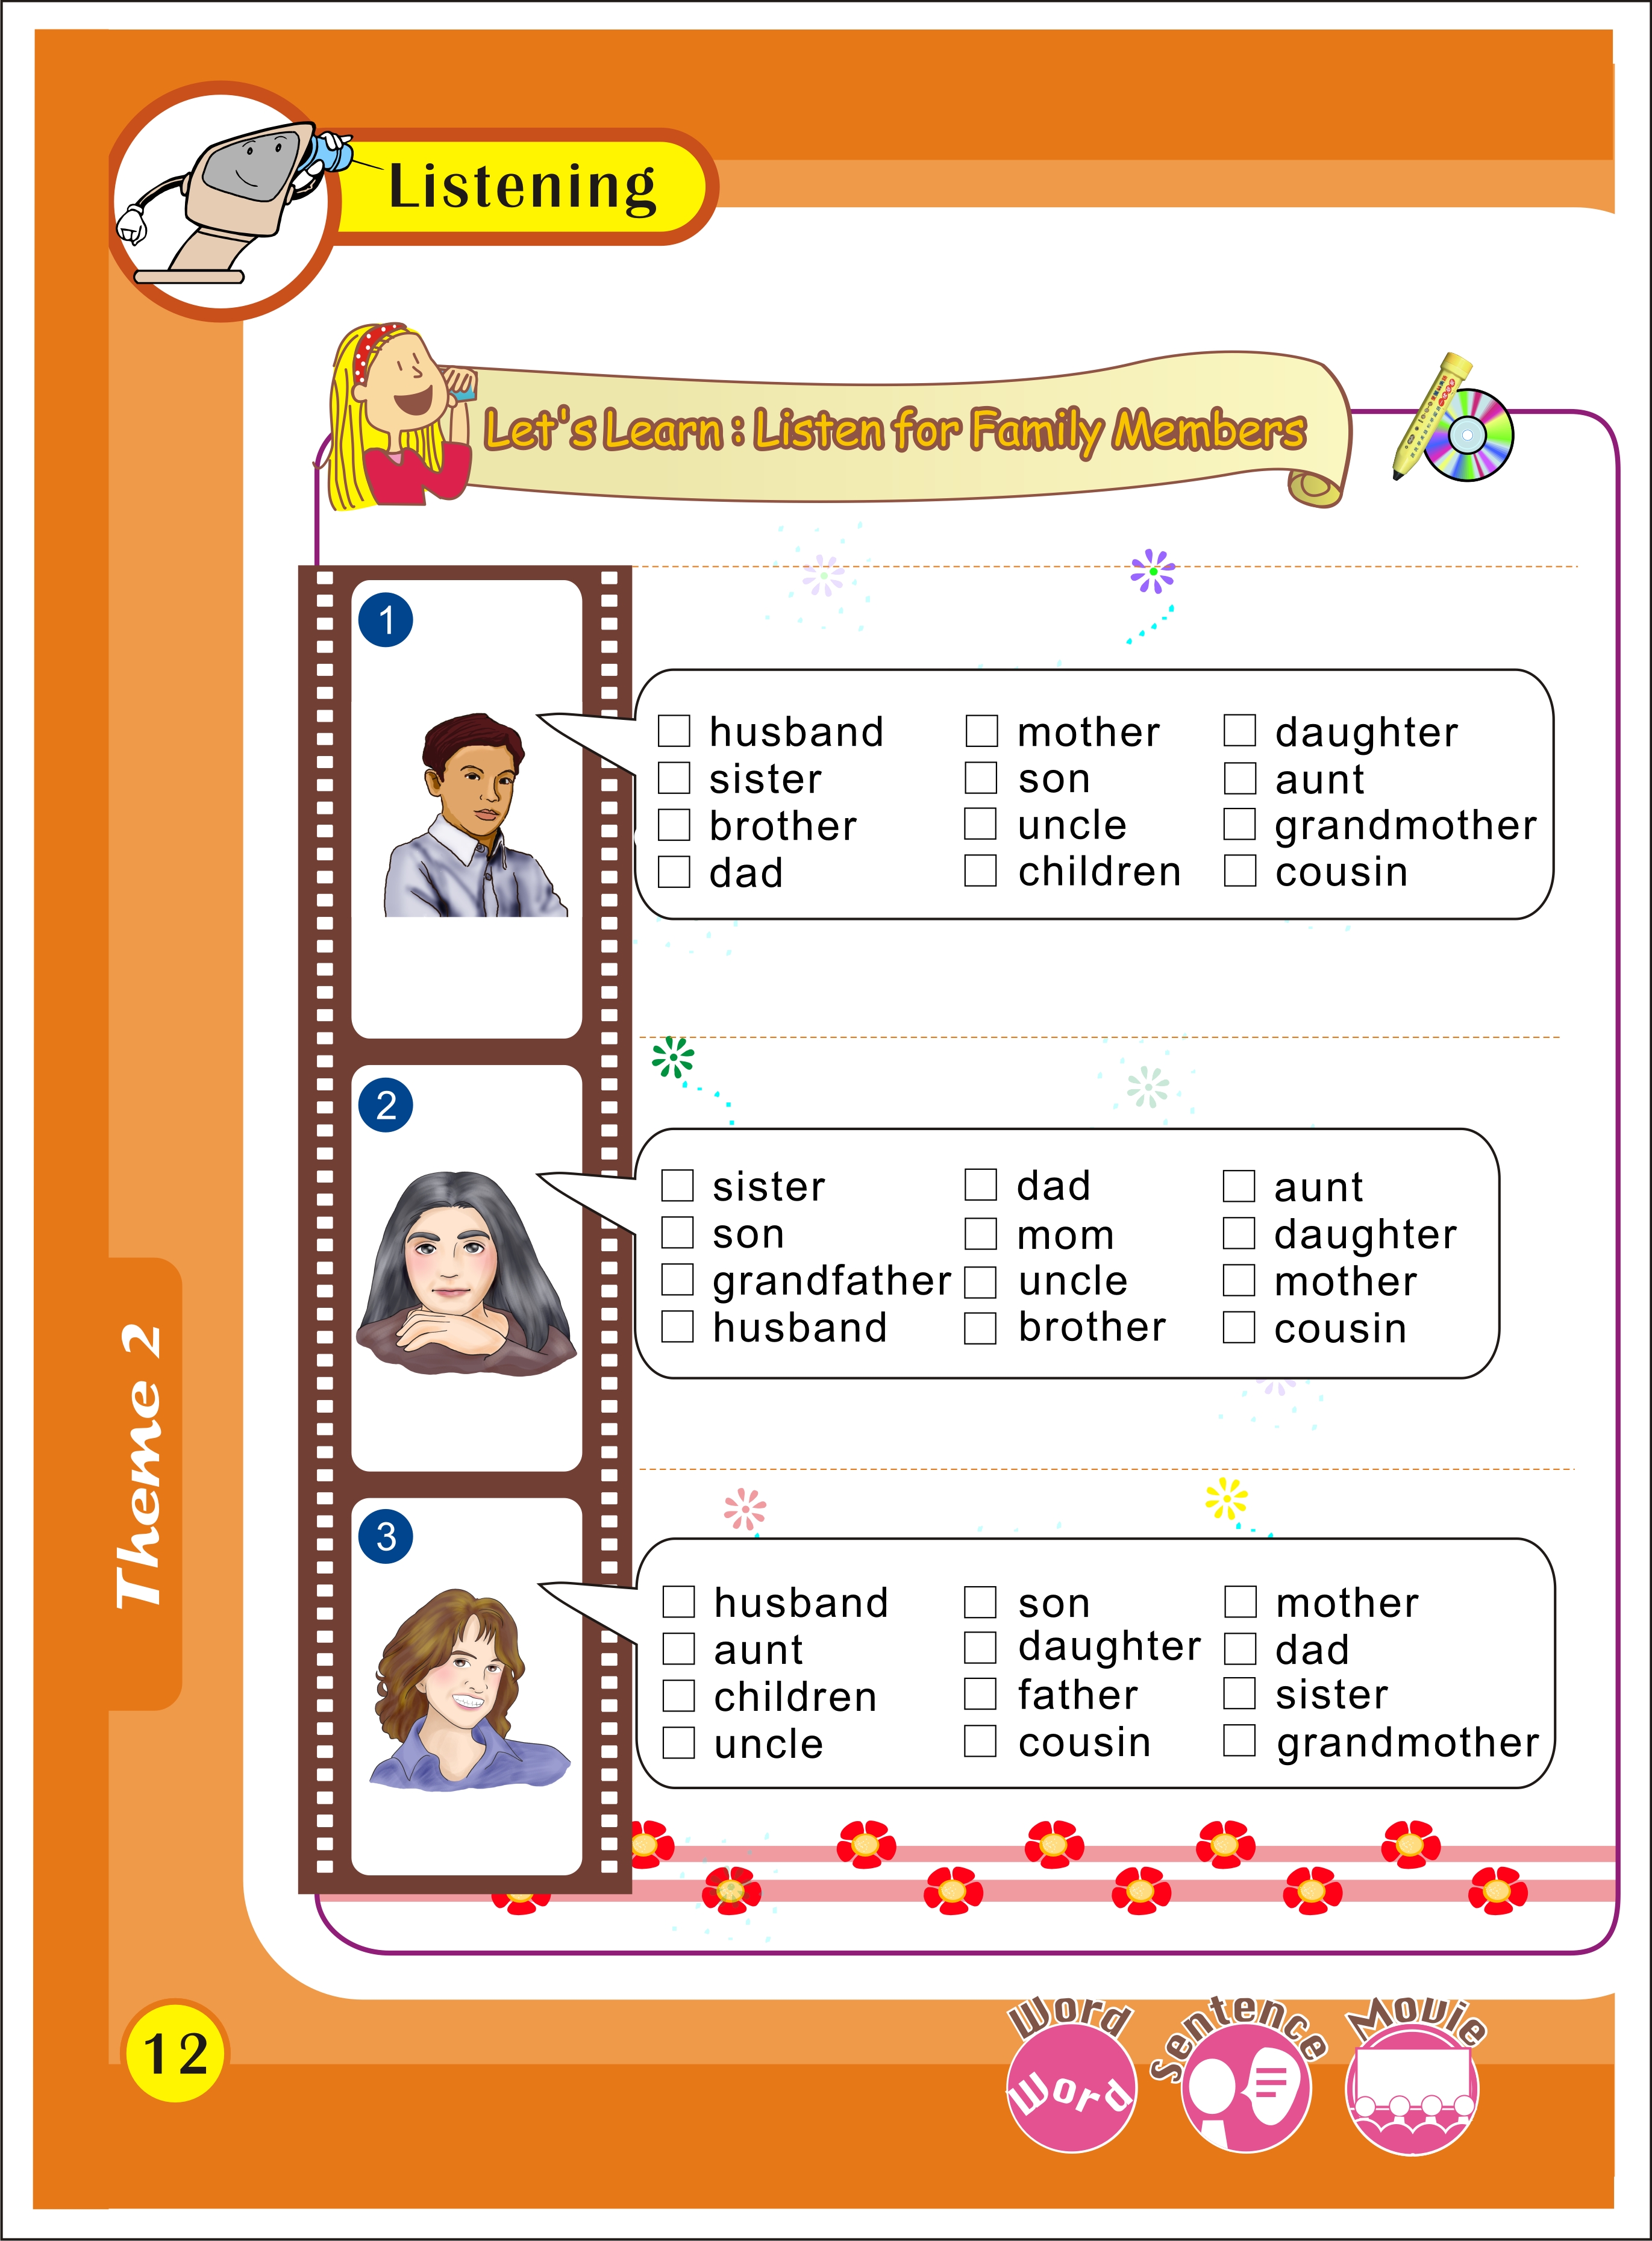 Listening
Let's Learn : Listen for Family Members
1
husband mother daughter
sister son aunt
brother uncle grandmother
dad children cousin
2
sister dad aunt
son mom daughter
grandfather uncle mother
husband brother cousin
3
husband son mother
aunt daughter dad
children father sister
uncle cousin grandmother
Theme 2
12
Word
Word
Sentence
Movie